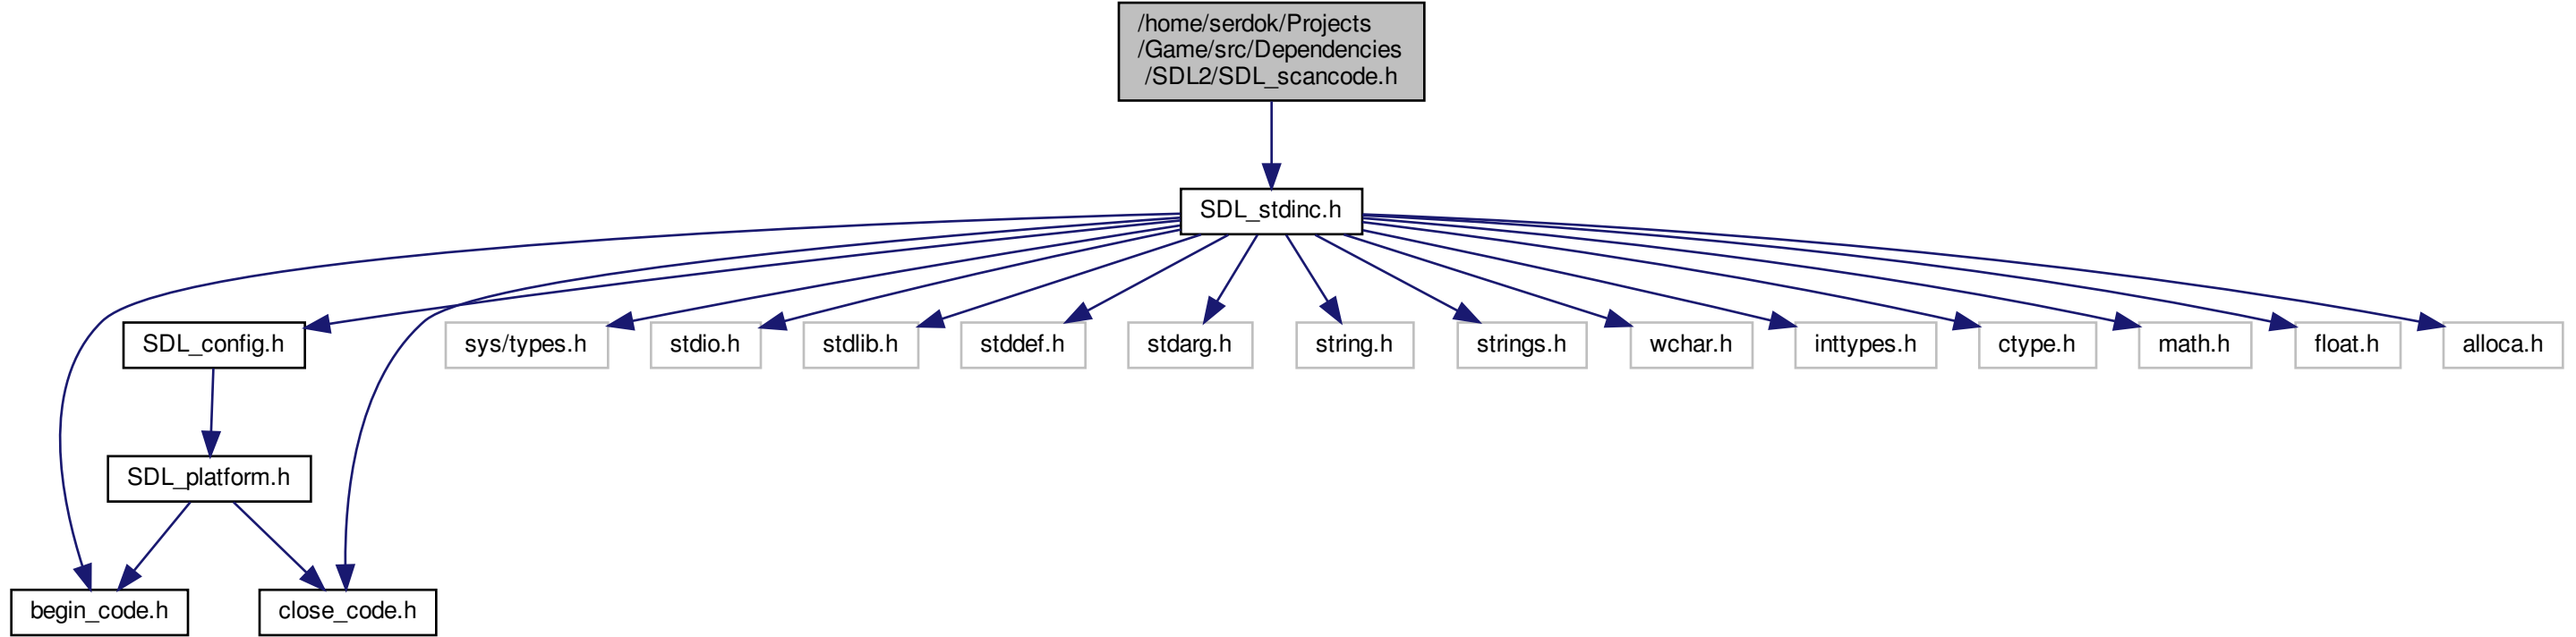 /home/serdok/Projects
/Game/src/Dependencies
/SDL2/SDL_scancode.h
SDL_stdinc.h
SDL_config.h
sys/types.h
stdio.h
stdlib.h
stddef.h
stdarg.h
string.h
strings.h
wchar.h
inttypes.h
ctype.h
math.h
float.h
alloca.h
SDL_platform.h
begin_code.h
close_code.h